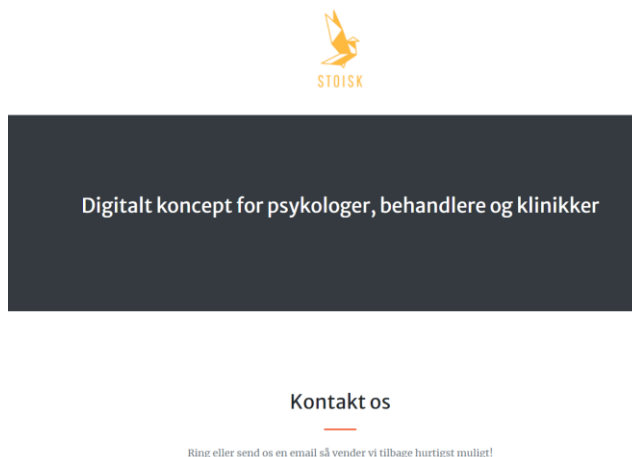 STOISK
Digitalt koncept for psykologer, behandlere og klinikker
Kontakt os
Ring eller send os en email så vender vi tilbage hurtigst muligt!